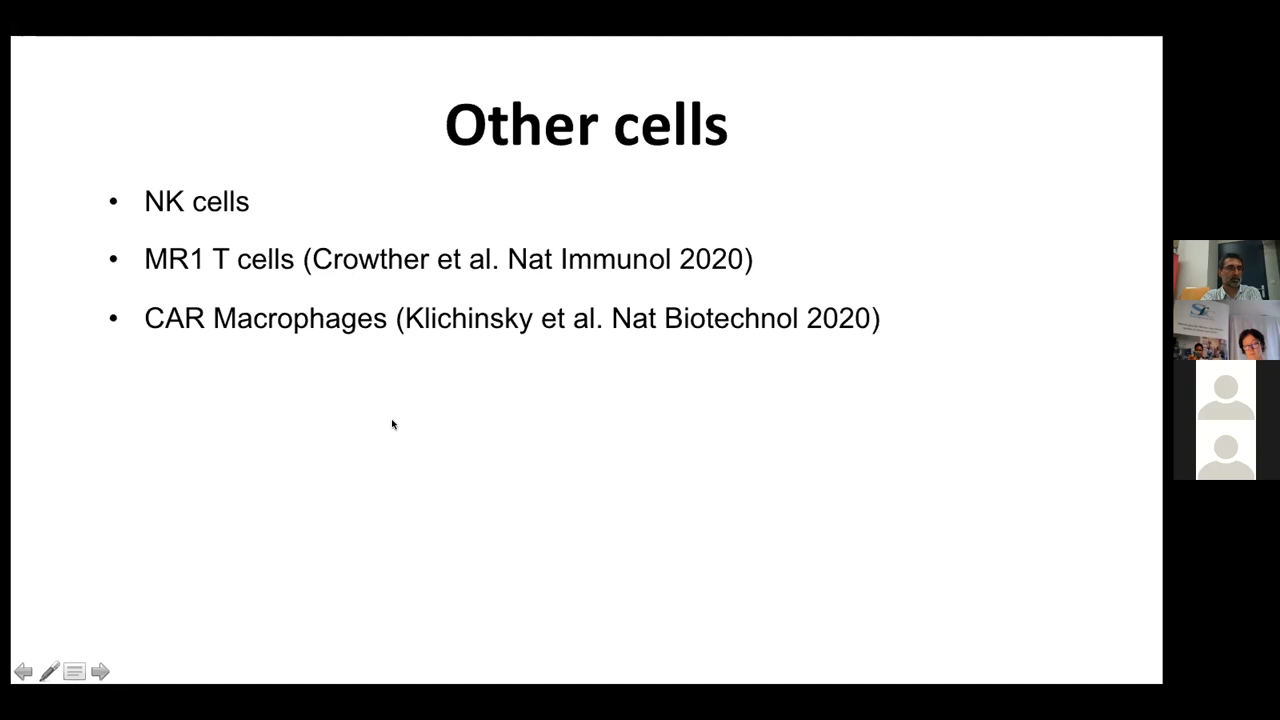 Other cells
• NK cells
• MR1 T cells (Crowther et al. Nat Immunol 2020)
• CAR Macrophages (Klichinsky et al. Nat Biotechnol 2020)